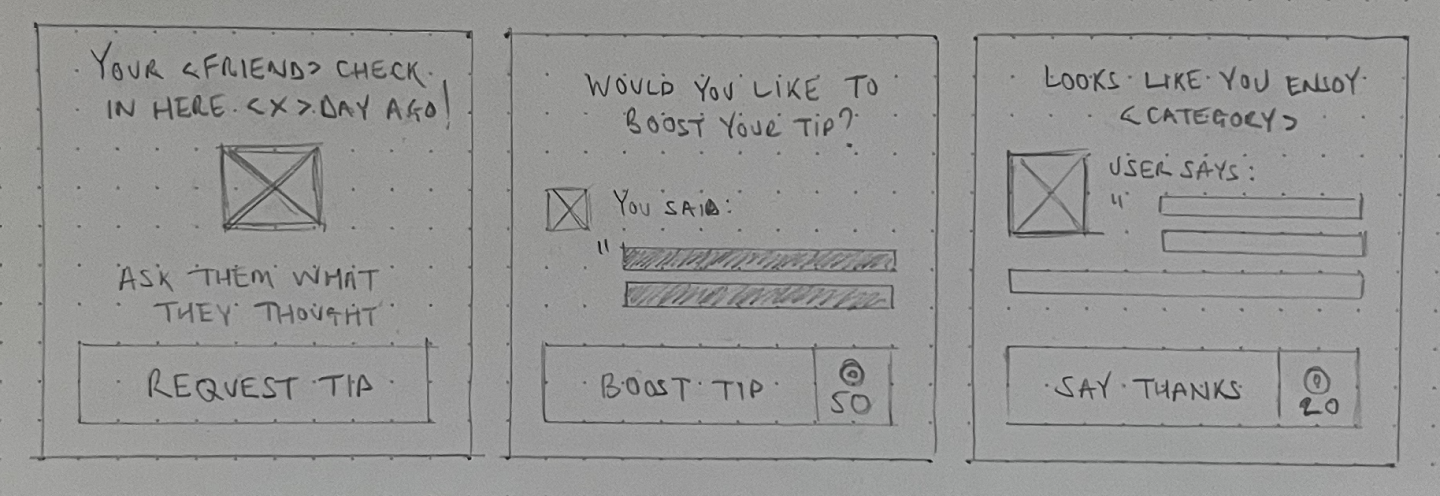 YOUR <FRIEND> CHECK
IN HERE <X> DAY AGO!
ASK THEM WHAT
THEY THOUGHT
REQUEST TIP
WOULD YOU LIKE TO
BOOST YOUR TIP?
YOU SAID:
"
BOOST TIP
50
LOOKS LIKE YOU ENJOY
<CATEGORY>
USER SAYS:
"
SAY THANKS
20